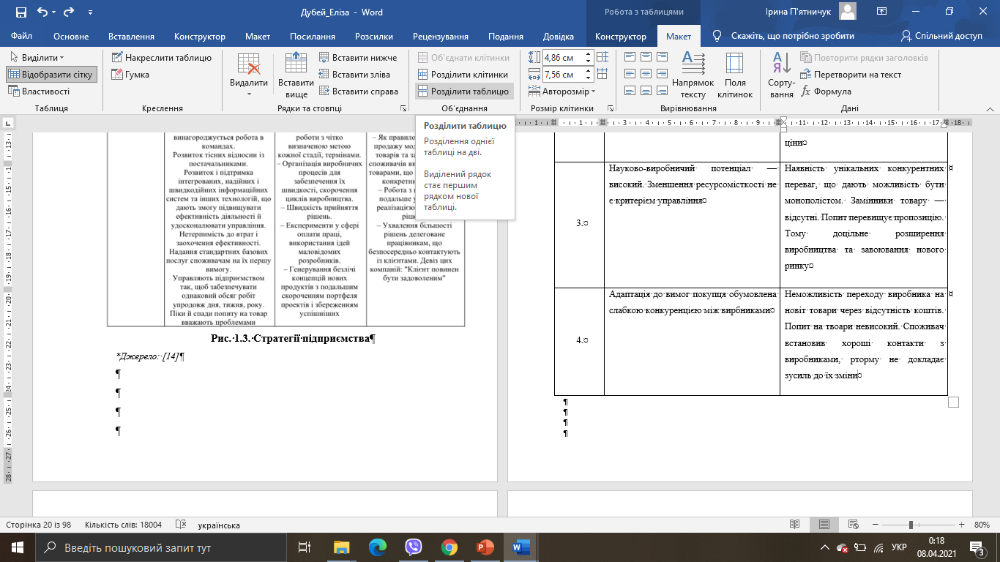 Дубей_Еліза - Word
Робота з таблицями
Ірина П'ятничук
Файл
Основне
Вставлення
Конструктор
Макет
Посилання
Розсилки
Рецензування
Подання
Довідка
Конструктор
Макет
Скажіть, що потрібно зробити
Спільний доступ
Виділити
Відобразити сітку
Властивості
Таблиця
Накреслити таблицю
Гумка
Креслення
Видалити
Вставити
вище
Вставити нижче
Вставити зліва
Вставити справа
Рядки та стовпці
Об'єднати клітинки
Розділити клітинки
Розділити таблицю
Об'єднання
4,86 см
7,56 см
Авторозмір
Розмір клітинки
Напрямок
тексту
Поля
клітинок
Вирівнювання
Сорту-
вання
Повторити рядки заголовків
Перетворити на текст
Формула
Дані
Розділити таблицю
Розділення однієї
таблиці на дві.
Виділений рядок
стає першим
рядком нової
таблиці.
винагороджується робота в
командах.
Розвиток тісних відносин із
постачальниками.
Розвиток і підтримка
інтегрованих, надійних і
швидкодійних інформаційних
систем та інших технологій, що
дають змогу підвищувати
ефективність діяльності й
удосконалювати управління.
Нетерпимість до втрат і
заохочення ефективності.
Надання стандартних базових
послуг споживачам на їх першу
вимогу.
Управляють підприємством
так, щоб забезпечувати
однаковий обсяг робіт
упродовж дня, тижня, року.
Піки й спади попиту на товар
вважають проблемами
роботи з чітко
визначеною метою
кожної стадії, термінами.
– Організація виробничих
процесів для
забезпечення їх
швидкості, скорочення
циклів виробництва.
– Швидкість прийняття
рішень.
– Експерименти у сфері
оплати праці,
використання ідей
маловідомих
розробників.
– Генерування безлічі
концепцій нових
продуктів з подальшим
скороченням портфеля
проектів і збереженням
успішніших
– Як правило
продажу мод
товарів та за
споживачів ви
товарами, що
конкретни
– Робота з
подальше у
реалізацією
ріше
– Ухвалення більшості
рішень делеговане
працівникам, що
безпосередньо контактують
із клієнтами. Девіз цих
компаній: "Клієнт повинен
бути задоволеним"
Рис. 1.3. Стратегії підприємства¶
*Джерело: [14]¶
¶
¶
¶
¶
ціни¤
3.¤
Науково-виробничий потенціал —
високий. Зменшення ресурсомісткості не
є критерієм управління¤
Наявність унікальних конкурентних
переваг, що дають можливість бути
монополістом. Замінники товару —
відсутні. Попит перевищує пропозицію.
Тому доцільне розширення
виробництва та завоювання нового
ринку¤
4.¤
Адаптація до вимог покупця обумовлена
слабкою конкуренцією між вирбниками¤
Неможливість переходу виробника на
новіт товари через відсутність коштів.
Попит на твоари невисокий. Споживач
встановив хороші контакти з
виробниками, рторму не докладає
зусиль до їх зміни¤
¶
¶
¶
¶
Сторінка 20 із 98
Кількість слів: 18004
українська
80%
Введіть пошуковий запит тут
УКР
0:18
08.04.2021
3